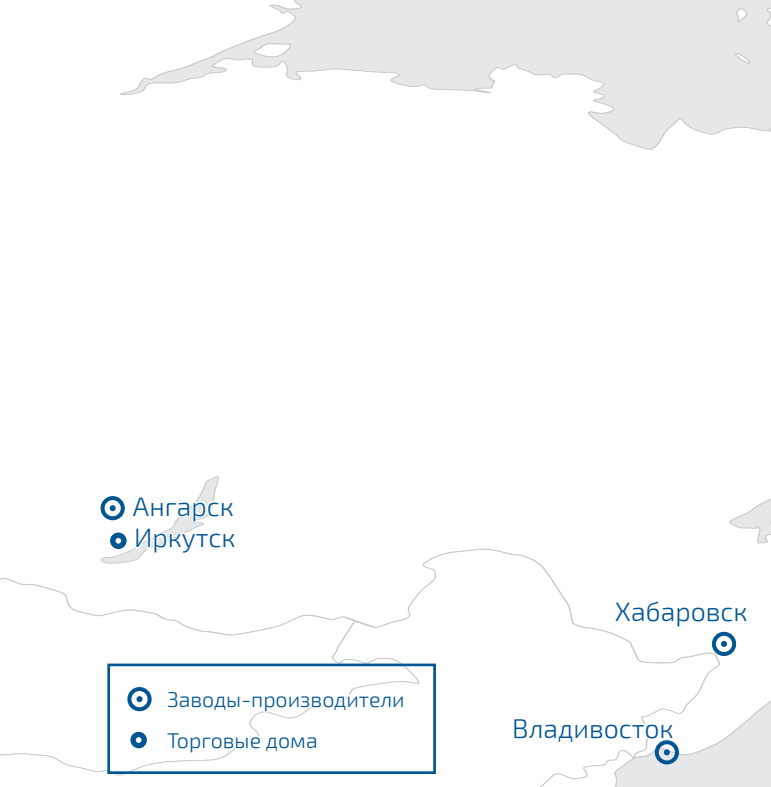 Ангарск
Иркутск
Хабаровск
Владивосток
Заводы-производители
Торговые дома